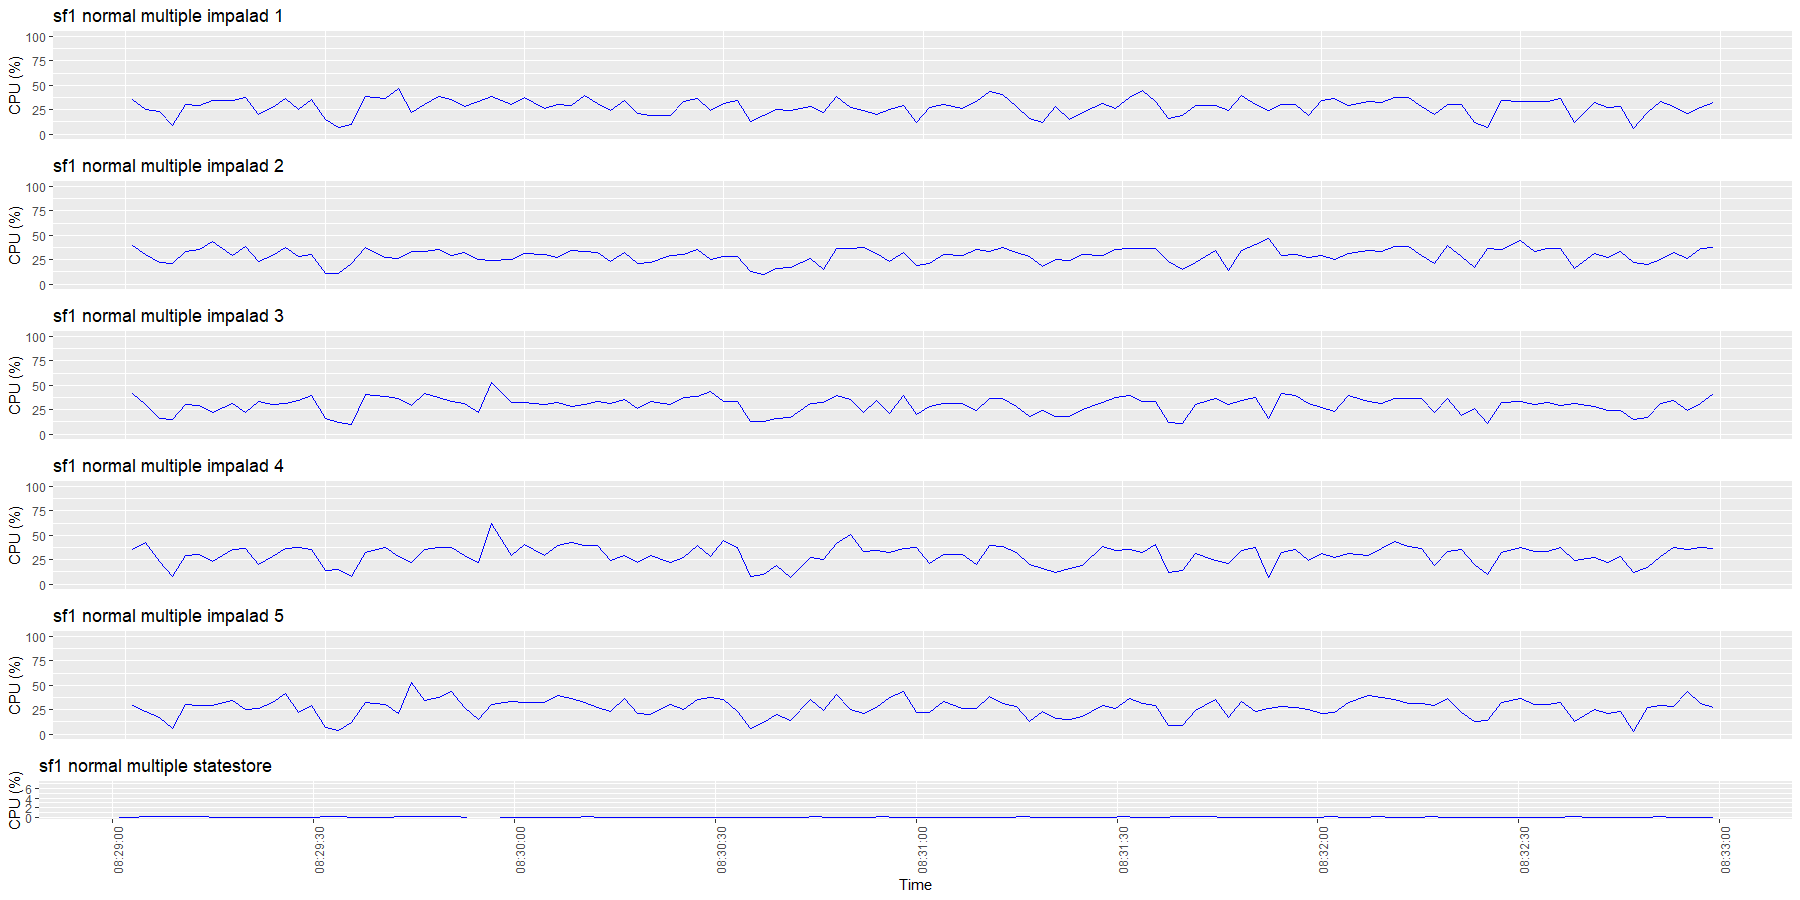 sf1 normal multiple impalad 1
CPU (%)
100
75
50
25
0
sf1 normal multiple impalad 2
CPU (%)
100
75
50
25
0
sf1 normal multiple impalad 3
CPU (%)
100
75
50
25
0
sf1 normal multiple impalad 4
CPU (%)
100
75
50
25
0
sf1 normal multiple impalad 5
CPU (%)
100
75
50
25
0
sf1 normal multiple statestore
CPU (%)
6
4
2
0
08:29:00
08:29:30
08:30:00
08:30:30
08:31:00
08:31:30
08:32:00
08:32:30
08:33:00
Time